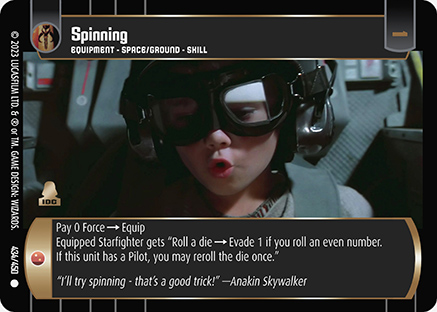 Spinning
EQUIPMENT - SPACE/GROUND - SKILL
© 2023 LUCASFILM LTD. & ® or TM. GAME DESIGN: WIZARDS.
IDC
434/450
Pay 0 Force → Equip
Equipped Starfighter gets "Roll a die → Evade 1 if you roll an even number.
If this unit has a Pilot, you may reroll the die once."
"I'll try spinning - that's a good trick!" —Anakin Skywalker